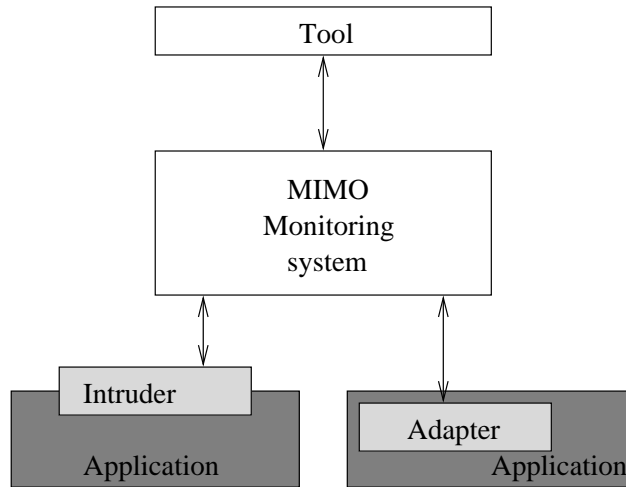 Tool
MIMO
Monitoring
system
Intruder
Adapter
Application
Application